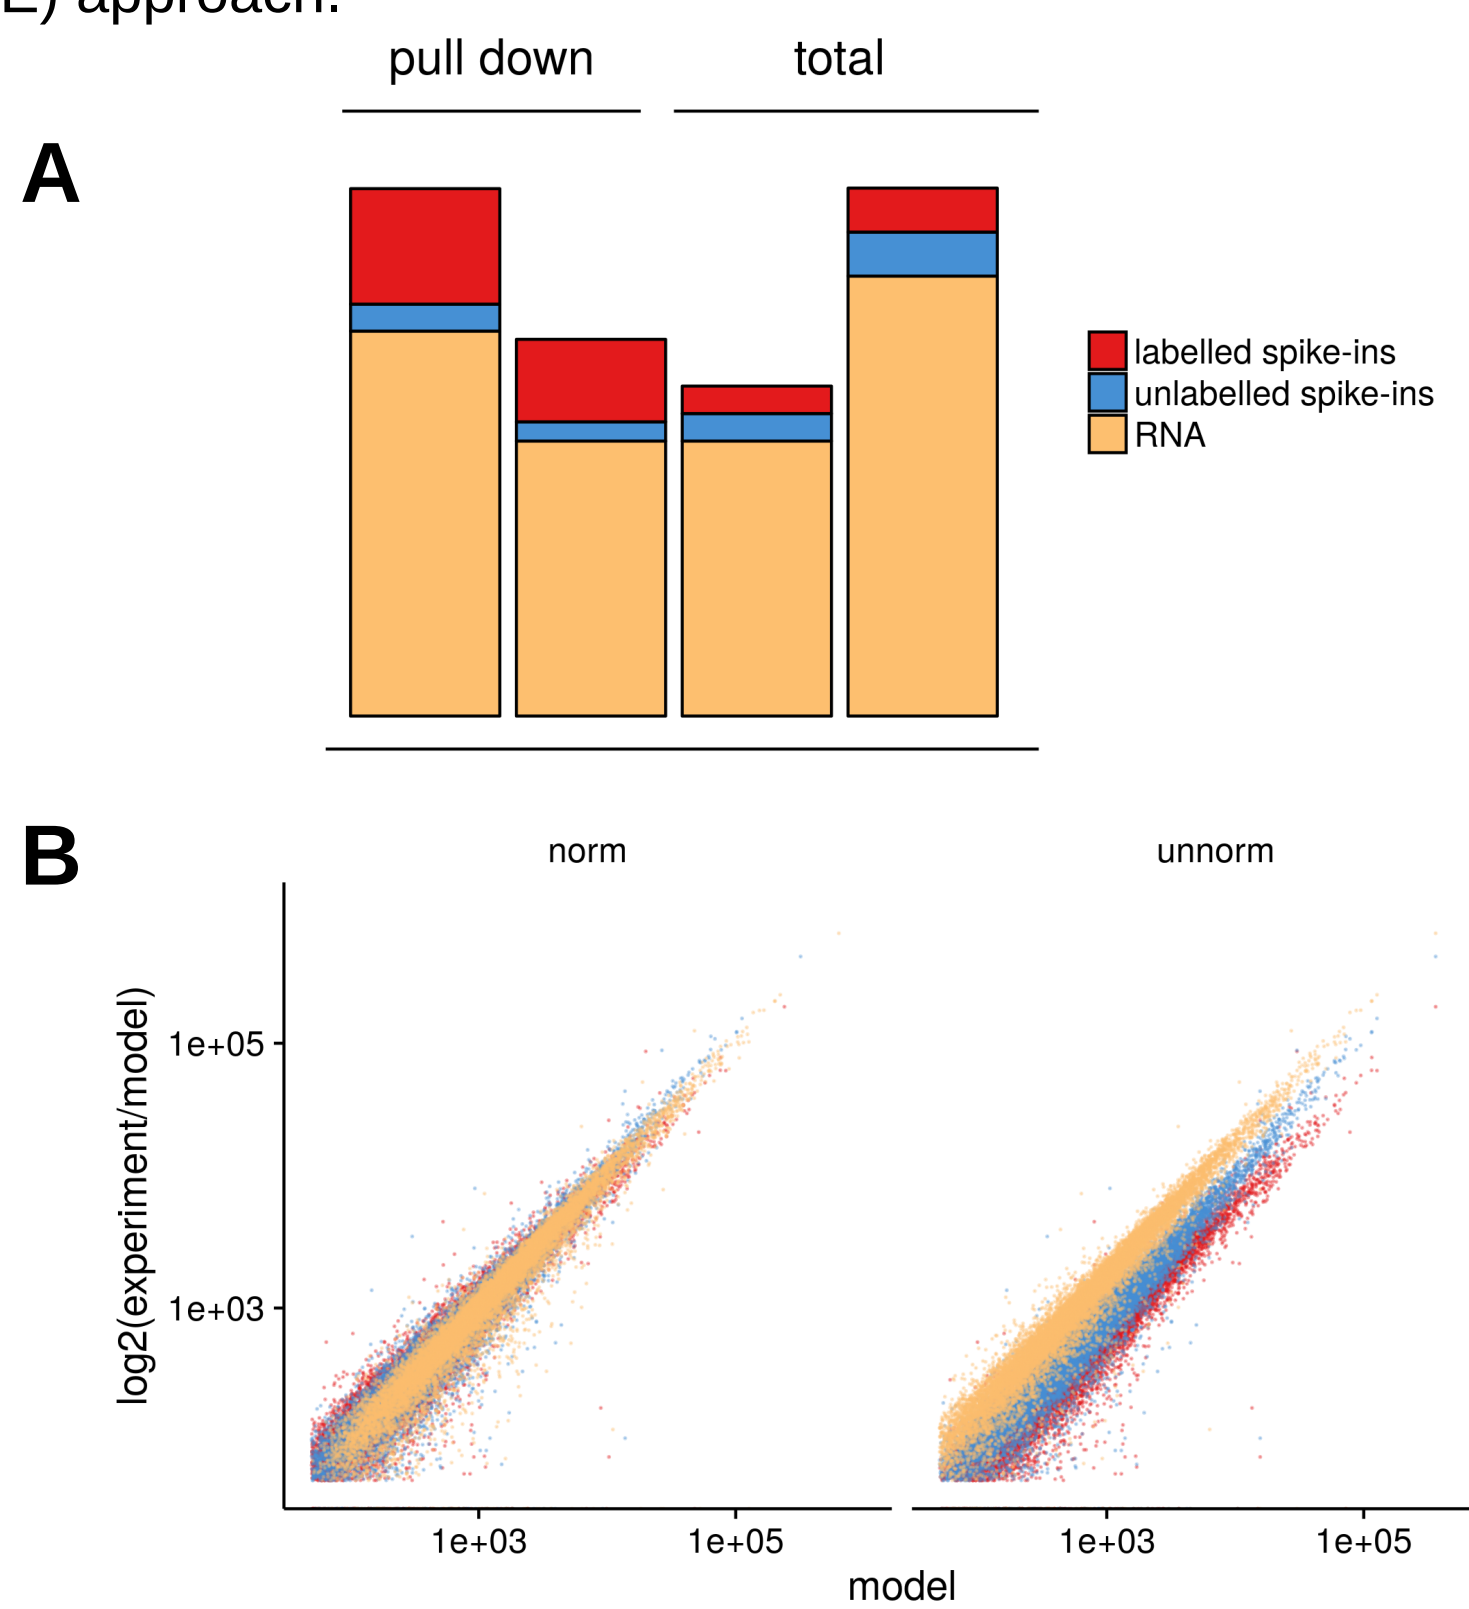 E) approach.
pull down total
A
labelled spike-ins
unlabelled spike-ins
RNA
B
norm unnorm
log2(experiment/model)
1e+05
1e+03
1e+03 1e+05 1e+03 1e+05
model